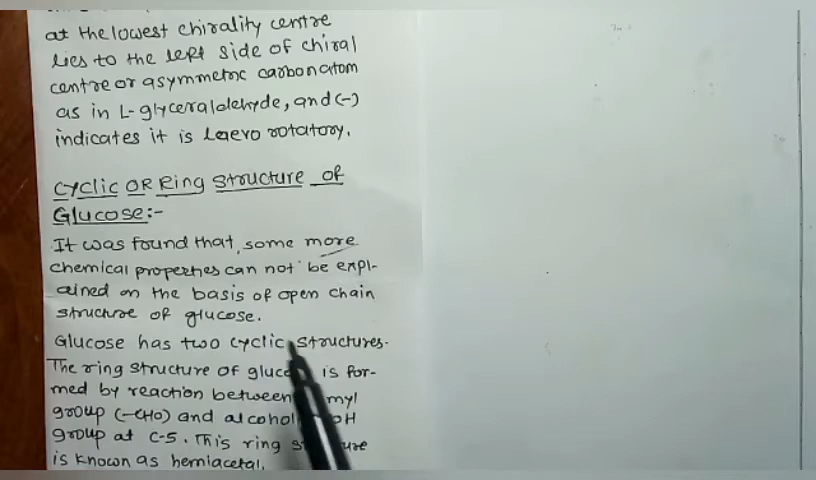 at the lowest chirality centre
lies to the left side of chiral
centre or asymmetric carbon atom
as in L-glyceraldehyde, and (-)
indicates it is laevo rotatory.
Cyclic OR Ring Structure of
Glucose:-
It was found that, some more
chemical properties can not be expl-
ained on the basis of open chain
structure of glucose.
Glucose has two cyclic structures.
The ring structure of gluco is for-
med by reaction between myl
group (-CHO) and alcohol OH
group at C-5. This ring ure
is known as hemiacetal.